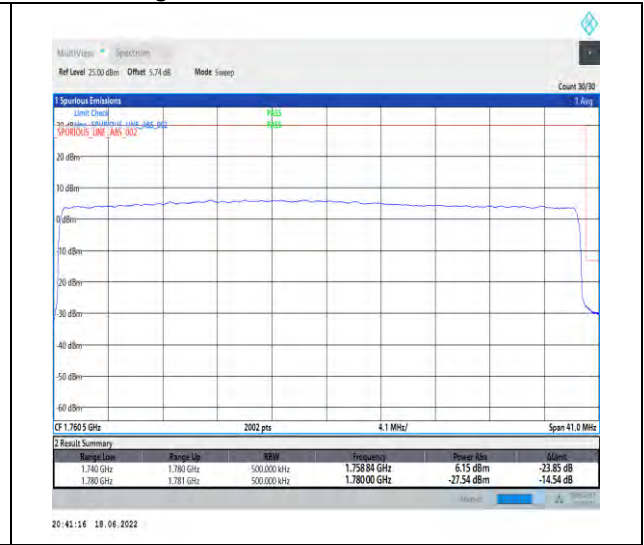 MultiView Spectrum
Ref Level 25.00 dBm Offset 5.74 dB Mode Sweep
Count 30/30
1 Spurious Emissions 1 Avg
Limit Check PASS
SPURIOUS_LINE_ABS_002 PASS
SPURIOUS_LINE_ABS_002
20 dBm
10 dBm
0 dBm
-10 dBm
-20 dBm
-30 dBm
-40 dBm
-50 dBm
-60 dBm
CF 1.7605 GHz 2002 pts 4.1 MHz/ Span 41.0 MHz
2 Result Summary
Range Low Range Up RBW Frequency Power Abs ΔLimit
1.740 GHz 1.780 GHz 500.000 kHz 1.75884 GHz 6.15 dBm -23.85 dB
1.780 GHz 1.781 GHz 500.000 kHz 1.78000 GHz -27.54 dBm -14.54 dB
20:41:16 18.06.2022